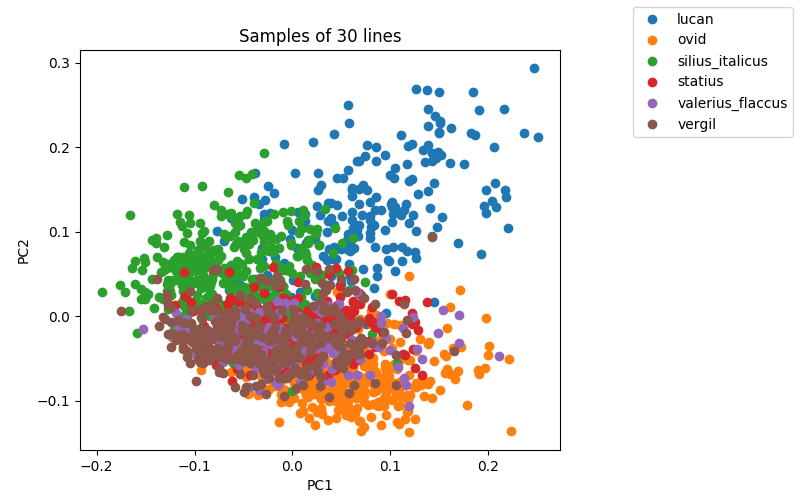 Samples of 30 lines
lucan
ovid
silius_italicus
statius
valerius_flaccus
vergil
0.3
0.2
0.1
0.0
−0.1
PC2
−0.2
−0.1
0.0
0.1
0.2
PC1